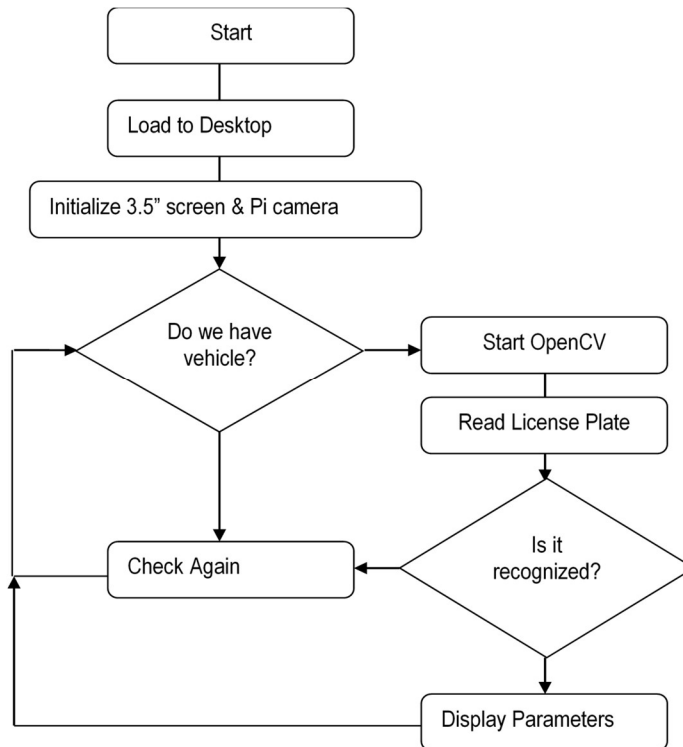 Start
Load to Desktop
Initialize 3.5” screen & Pi camera
Do we have
vehicle?
Start OpenCV
Read License Plate
Is it
recognized?
Check Again
Display Parameters